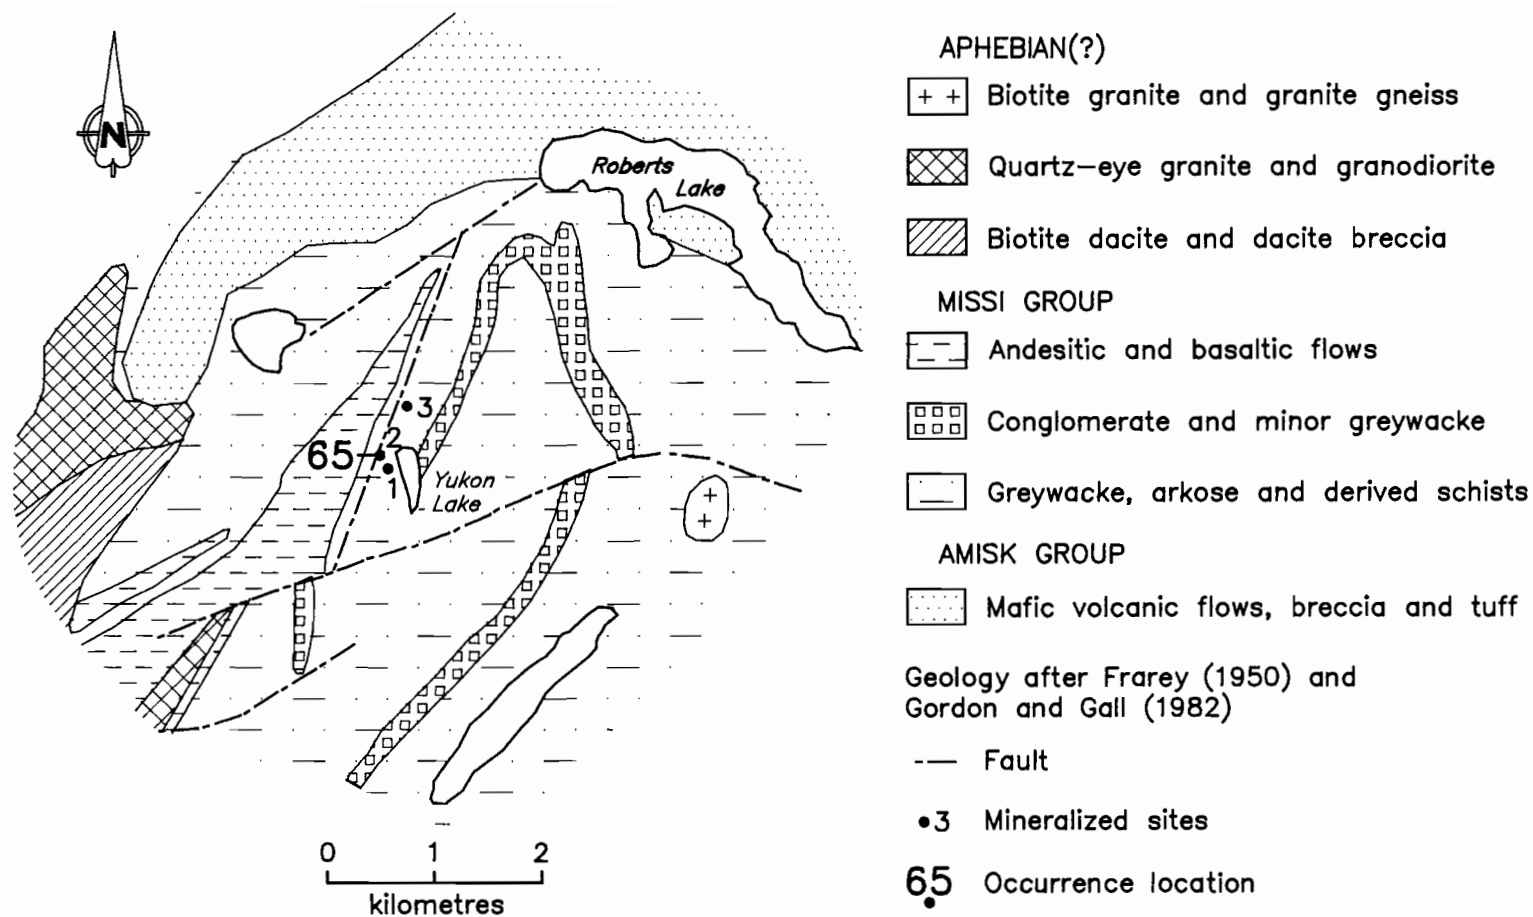 N
Roberts
Lake
3
2
65
1
Yukon
Lake
0 1 2
kilometres
APHEBIAN(?)
+ + Biotite granite and granite gneiss
Quartz-eye granite and granodiorite
Biotite dacite and dacite breccia
MISSI GROUP
Andesitic and basaltic flows
Conglomerate and minor greywacke
Greywacke, arkose and derived schists
AMISK GROUP
Mafic volcanic flows, breccia and tuff
Geology after Frarey (1950) and
Gordon and Gall (1982)
Fault
3 Mineralized sites
65 Occurrence location